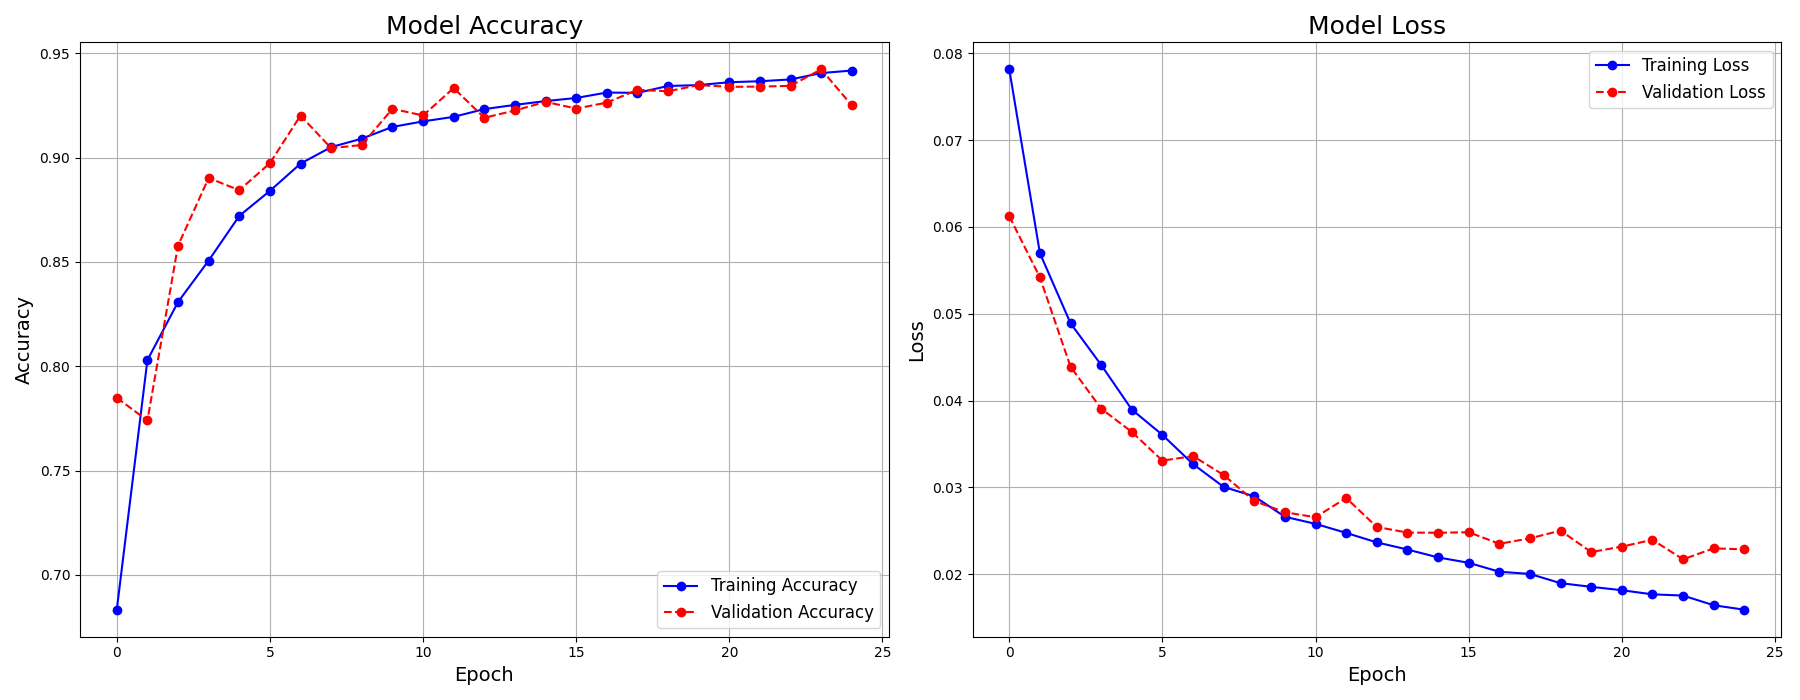 Model Accuracy
Accuracy
0.95
0.90
0.85
0.80
0.75
0.70
0 5 10 15 20 25
Epoch
Training Accuracy
Validation Accuracy
Model Loss
Loss
0.08
0.07
0.06
0.05
0.04
0.03
0.02
0 5 10 15 20 25
Epoch
Training Loss
Validation Loss